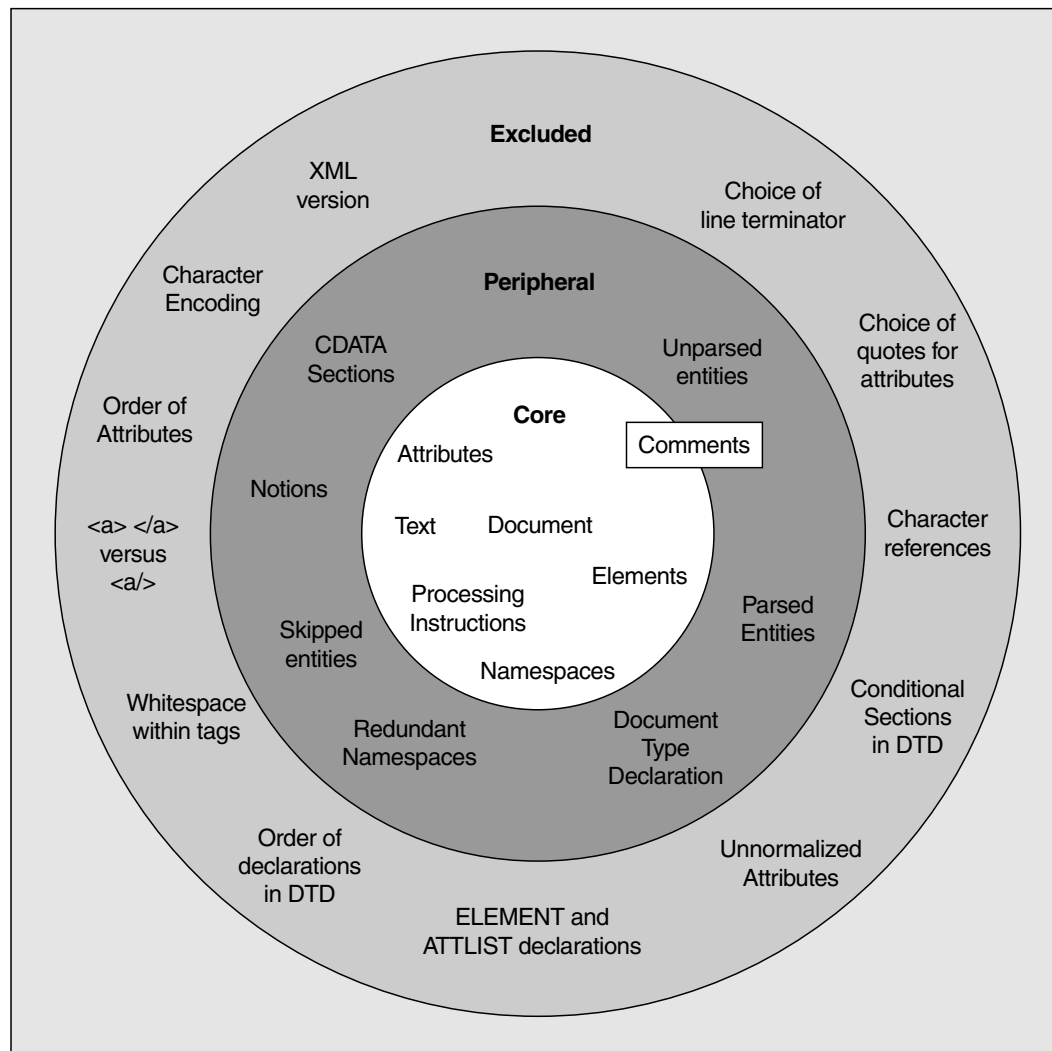 Excluded
XML
version
Choice of
line terminator
Character
Encoding
Peripheral
Choice of
quotes for
attributes
CDATA
Sections
Unparsed
entities
Order of
Attributes
Core
Attributes
Comments
Notions
<a> </a>
versus
<a/>
Text
Document
Character
references
Elements
Processing
Instructions
Parsed
Entities
Skipped
entities
Namespaces
Whitespace
within tags
Redundant
Namespaces
Document
Type
Declaration
Conditional
Sections
in DTD
Order of
declarations
in DTD
Unnormalized
Attributes
ELEMENT and
ATTLIST declarations